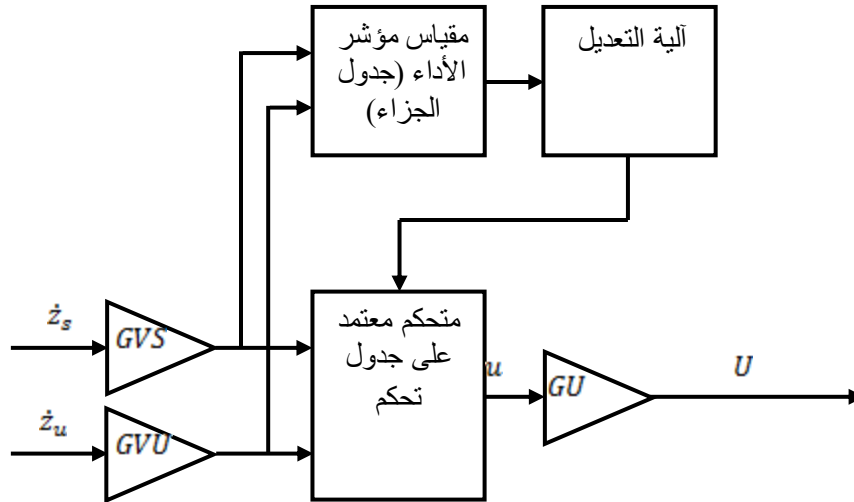 مقياس مؤشر
الأداء (جدول
الجزاء)
آلية التعديل
ż_s
GVS
متحكم معتمد
على جدول
تحكم
u
GU
U
ż_u
GVU